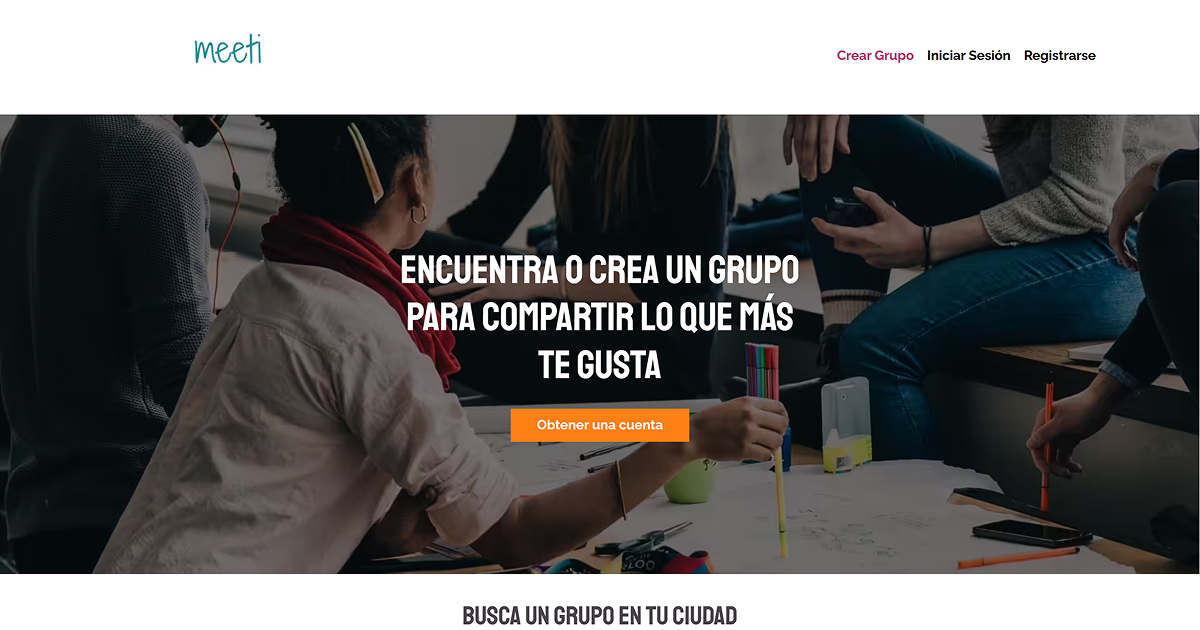 meeti
Crear Grupo Iniciar Sesión Registrarse
ENCUENTRA O CREA UN GRUPO
PARA COMPARTIR LO QUE MÁS
TE GUSTA
Obtener una cuenta
BUSCA UN GRUPO EN TU CIUDAD